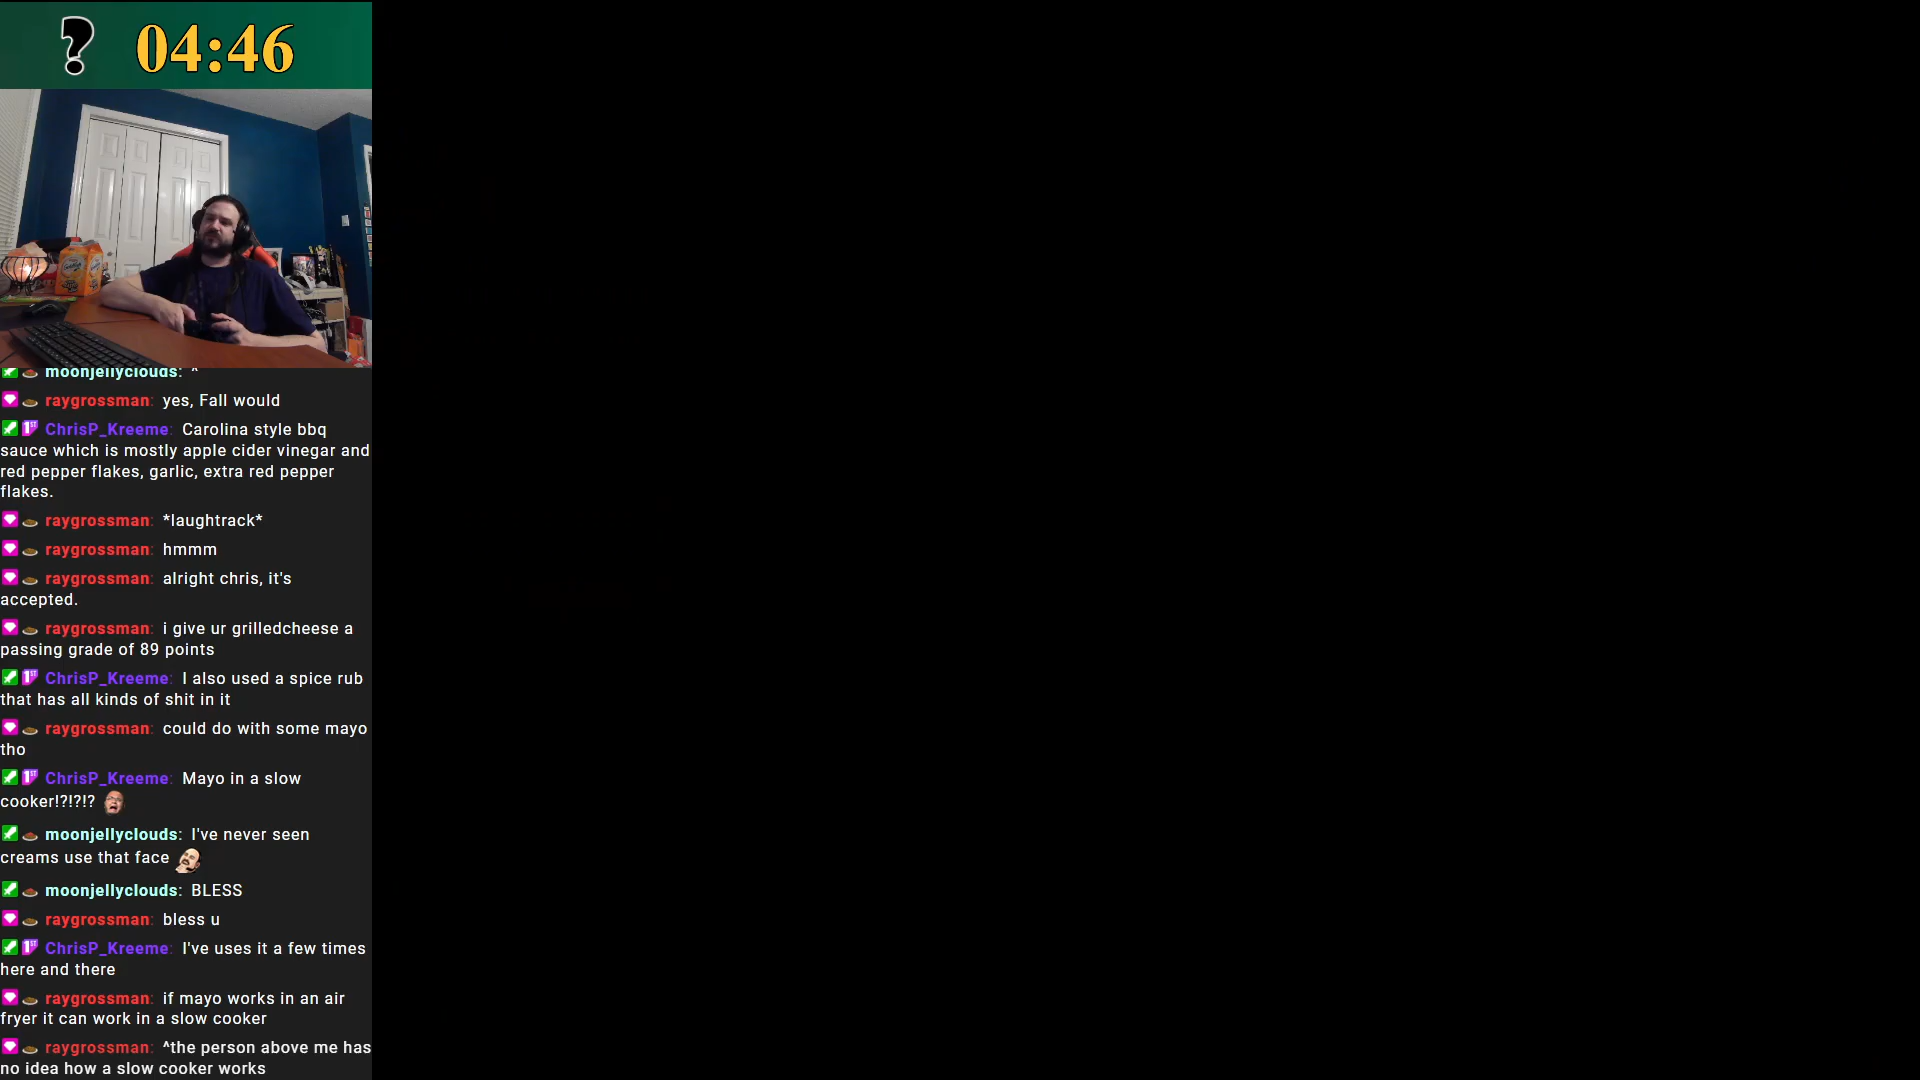 ? 04:46
moonjellyclouds: ^
raygrossman: yes, Fall would
ChrisP_Kreeme: Carolina style bbq
sauce which is mostly apple cider vinegar and
red pepper flakes, garlic, extra red pepper
flakes.
raygrossman: *laughtrack*
raygrossman: hmmm
raygrossman: alright chris, it's
accepted.
raygrossman: i give ur grilledcheese a
passing grade of 89 points
ChrisP_Kreeme: I also used a spice rub
that has all kinds of shit in it
raygrossman: could do with some mayo
tho
ChrisP_Kreeme: Mayo in a slow
cooker!?!?!?
moonjellyclouds: I've never seen
creams use that face
moonjellyclouds: BLESS
raygrossman: bless u
ChrisP_Kreeme: I've uses it a few times
here and there
raygrossman: if mayo works in an air
fryer it can work in a slow cooker
raygrossman: ^the person above me has
no idea how a slow cooker works